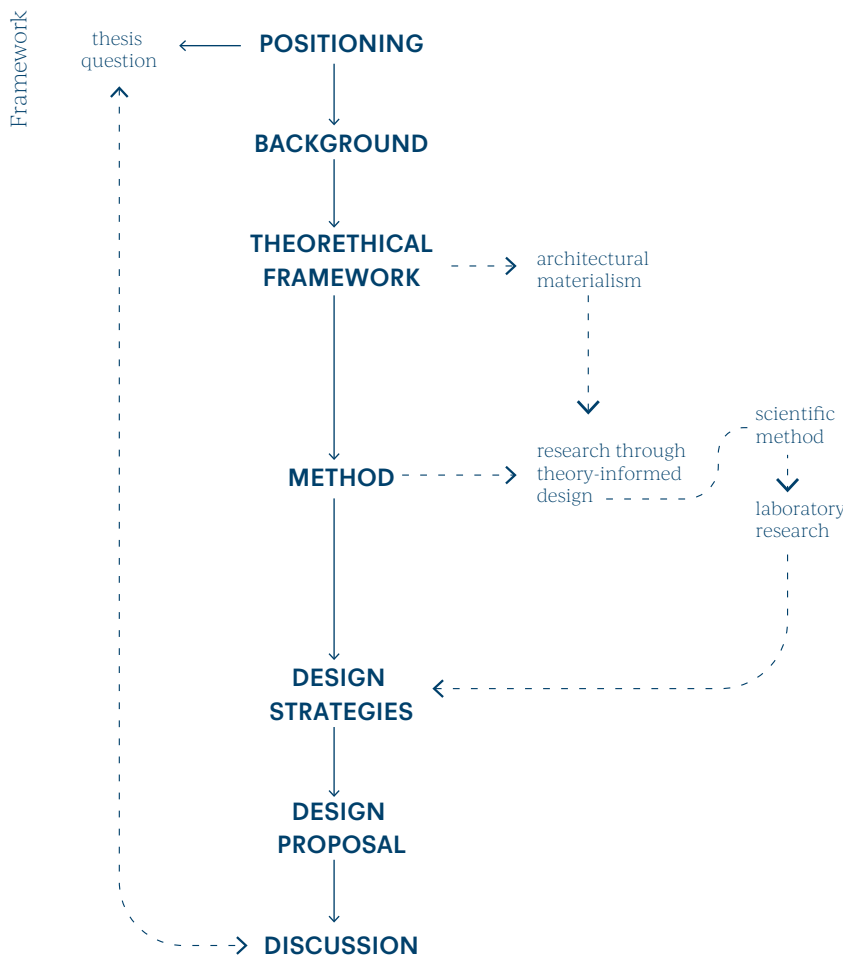 Framework
thesis
question
POSITIONING
BACKGROUND
THEORETHICAL
FRAMEWORK
architectural
materialism
scientific
method
research through
theory-informed
design
METHOD
laboratory
research
DESIGN
STRATEGIES
DESIGN
PROPOSAL
DISCUSSION